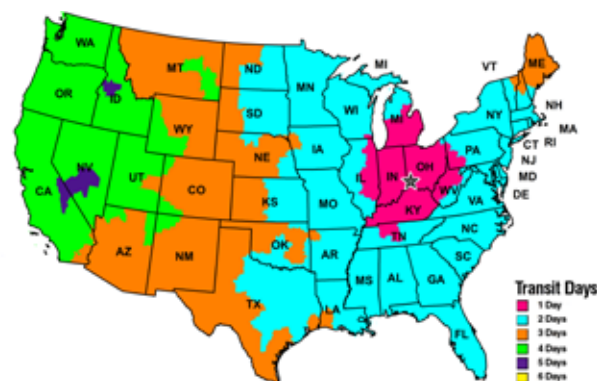 WA
OR
CA
NV
ID
MT
WY
UT
CO
AZ
NM
ND
SD
NE
KS
OK
TX
MN
IA
MO
AR
LA
WI
IL
MI
MI
IN
OH
KY
TN
MS
AL
GA
FL
SC
NC
VA
WV
PA
NY
VT
ME
NH
MA
RI
CT
NJ
MD
DE
Transit Days
1 Day
2 Days
3 Days
4 Days
5 Days
6 Days